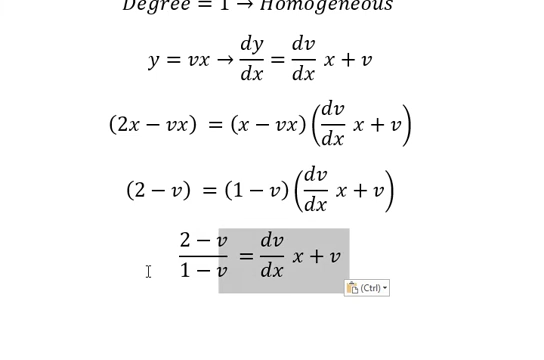 Degree = 1 → Homogeneous
y = vx → dy/dx = dv/dx x + v
(2x − vx) = (x − vx)(dv/dx x + v)
(2 − v) = (1 − v)(dv/dx x + v)
2 − v/1 − v = dv/dx x + v
(Ctrl)